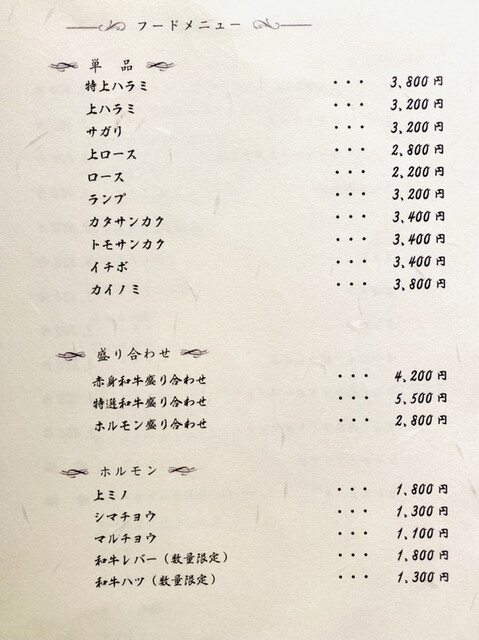 フードメニュー
単品
特上ハラミ ・・・ 3,800円
上ハラミ ・・・ 3,200円
サガリ ・・・ 3,200円
上ロース ・・・ 2,800円
ロース ・・・ 2,200円
ランプ ・・・ 3,200円
カタサンカク ・・・ 3,400円
トモサンカク ・・・ 3,400円
イチボ ・・・ 3,400円
カイノミ ・・・ 3,800円
盛り合わせ
赤身和牛盛り合わせ ・・・ 4,200円
特選和牛盛り合わせ ・・・ 5,500円
ホルモン盛り合わせ ・・・ 2,800円
ホルモン
上ミノ ・・・ 1,800円
シマチョウ ・・・ 1,300円
マルチョウ ・・・ 1,100円
和牛レバー（数量限定） ・・・ 1,800円
和牛ハツ（数量限定） ・・・ 1,300円